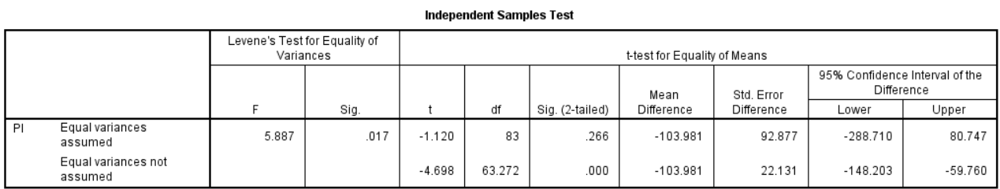 Independent Samples Test
Levene's Test for Equality of
Variances
t-test for Equality of Means
F
Sig.
t
df
Sig. (2-tailed)
Mean
Difference
Std. Error
Difference
95% Confidence Interval of the
Difference
Lower
Upper
PI Equal variances
assumed
5.887 .017 -1.120 83 .266 -103.981 92.877 -288.710 80.747
Equal variances not
assumed
-4.698 63.272 .000 -103.981 22.131 -148.203 -59.760